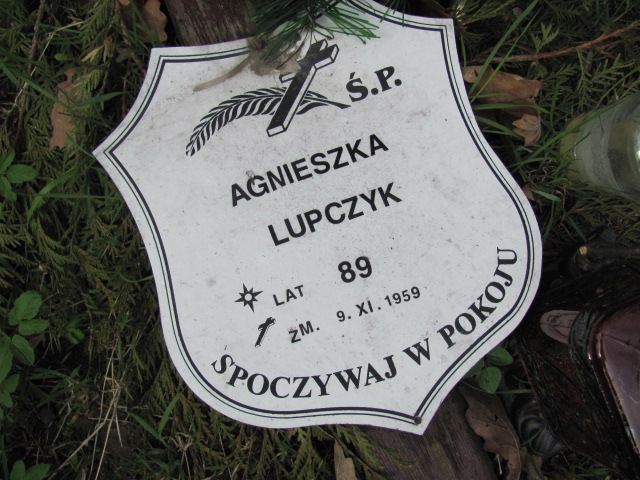 Ś.P.
AGNIESZKA
LUPCZYK
LAT 89
ZM. 9. XI. 1959
SPOCZYWAJ W POKOJU